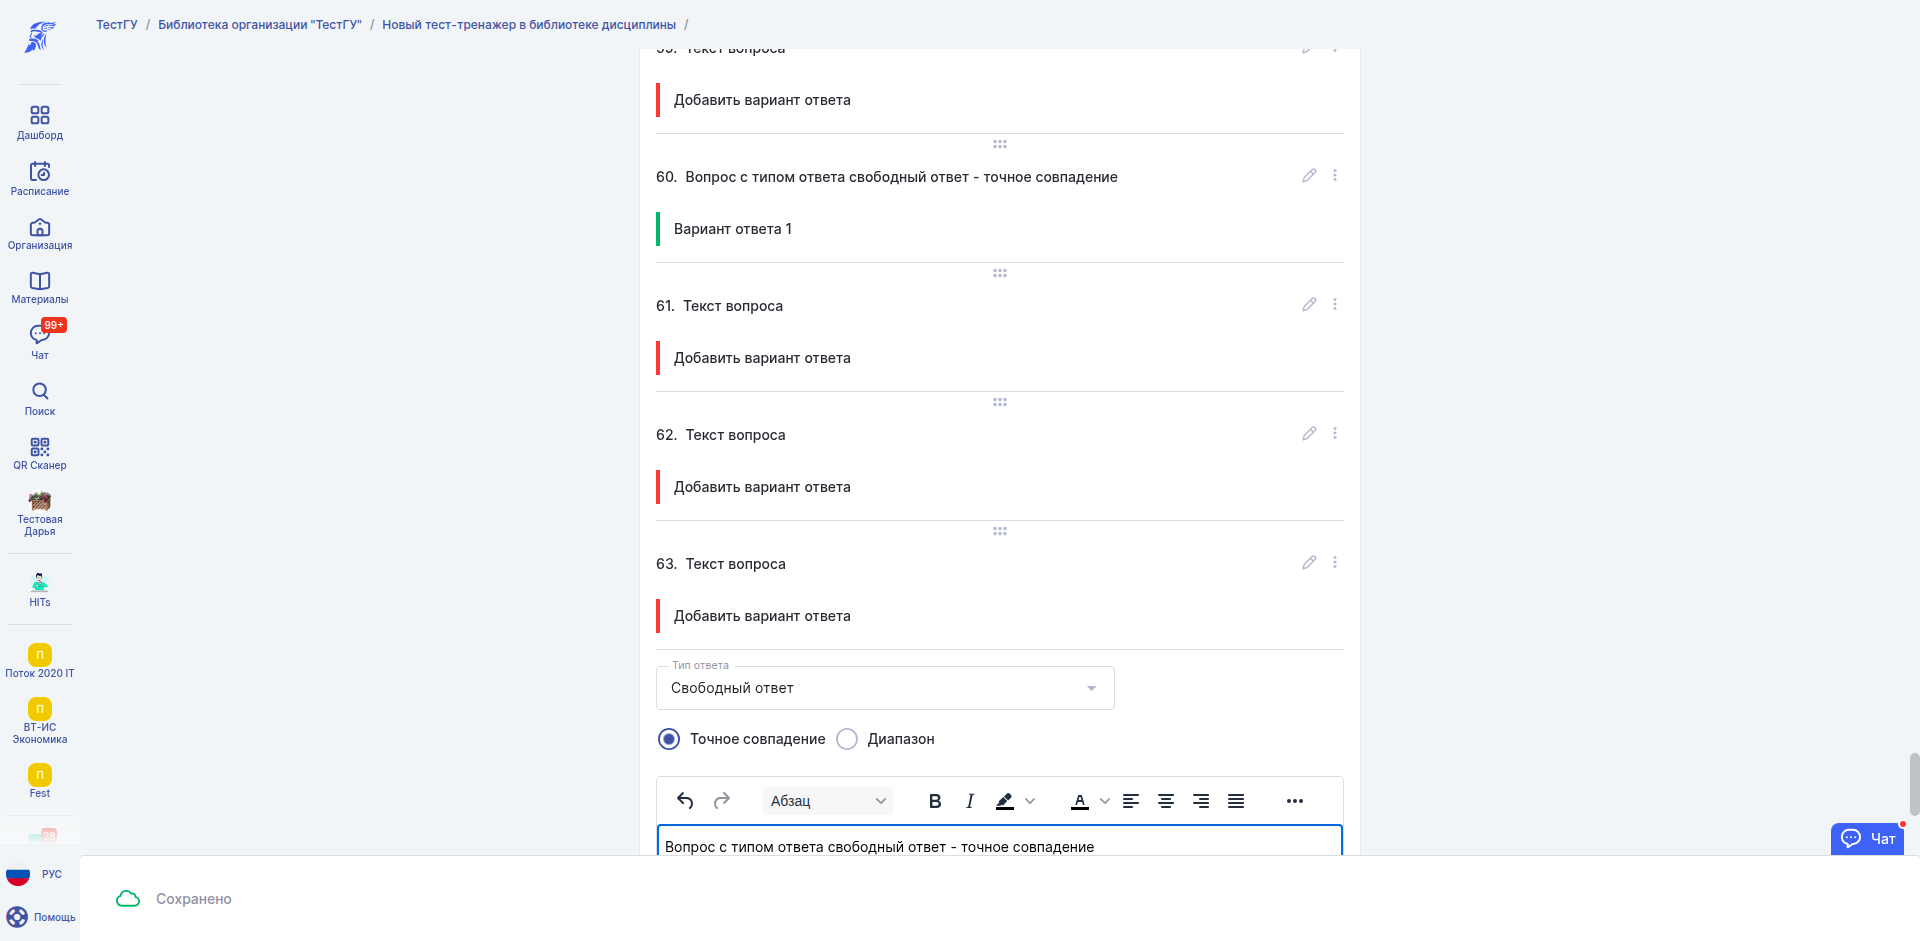 ТестГУ / Библиотека организации "ТестГУ" / Новый тест-тренажер в библиотеке дисциплины /
Дашборд
Расписание
Организация
Материалы
99+
Чат
Поиск
QR Сканер
Тестовая
Дарья
HITs
П
Поток 2020 IT
П
ВТ-ИС
Экономика
П
Fest
28
РУС
Помощь
59. Текст вопроса
Добавить вариант ответа
60. Вопрос с типом ответа свободный ответ - точное совпадение
Вариант ответа 1
61. Текст вопроса
Добавить вариант ответа
62. Текст вопроса
Добавить вариант ответа
63. Текст вопроса
Добавить вариант ответа
Тип ответа
Свободный ответ
Точное совпадение Диапазон
Абзац B I A
Вопрос с типом ответа свободный ответ - точное совпадение
Чат
Сохранено